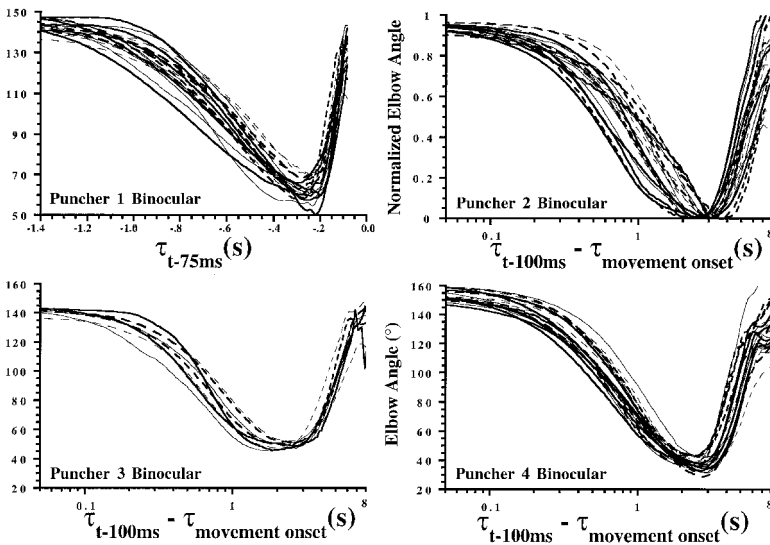 150
130
110
90
70
50
Puncher 1 Binocular
-1.4 -1.2 -1.0 -.8 -.6 -.4 -.2 0.0
τt-75ms(s)
Normalized Elbow Angle
1
0.8
0.6
0.4
0.2
0
Puncher 2 Binocular
0.1 1 8
τt-100ms - τmovement onset(s)
160
140
120
100
80
60
40
20
Puncher 3 Binocular
0.1 1 8
τt-100ms - τmovement onset(s)
Elbow Angle (°)
160
140
120
100
80
60
40
20
Puncher 4 Binocular
0.1 1 8
τt-100ms - τmovement onset(s)